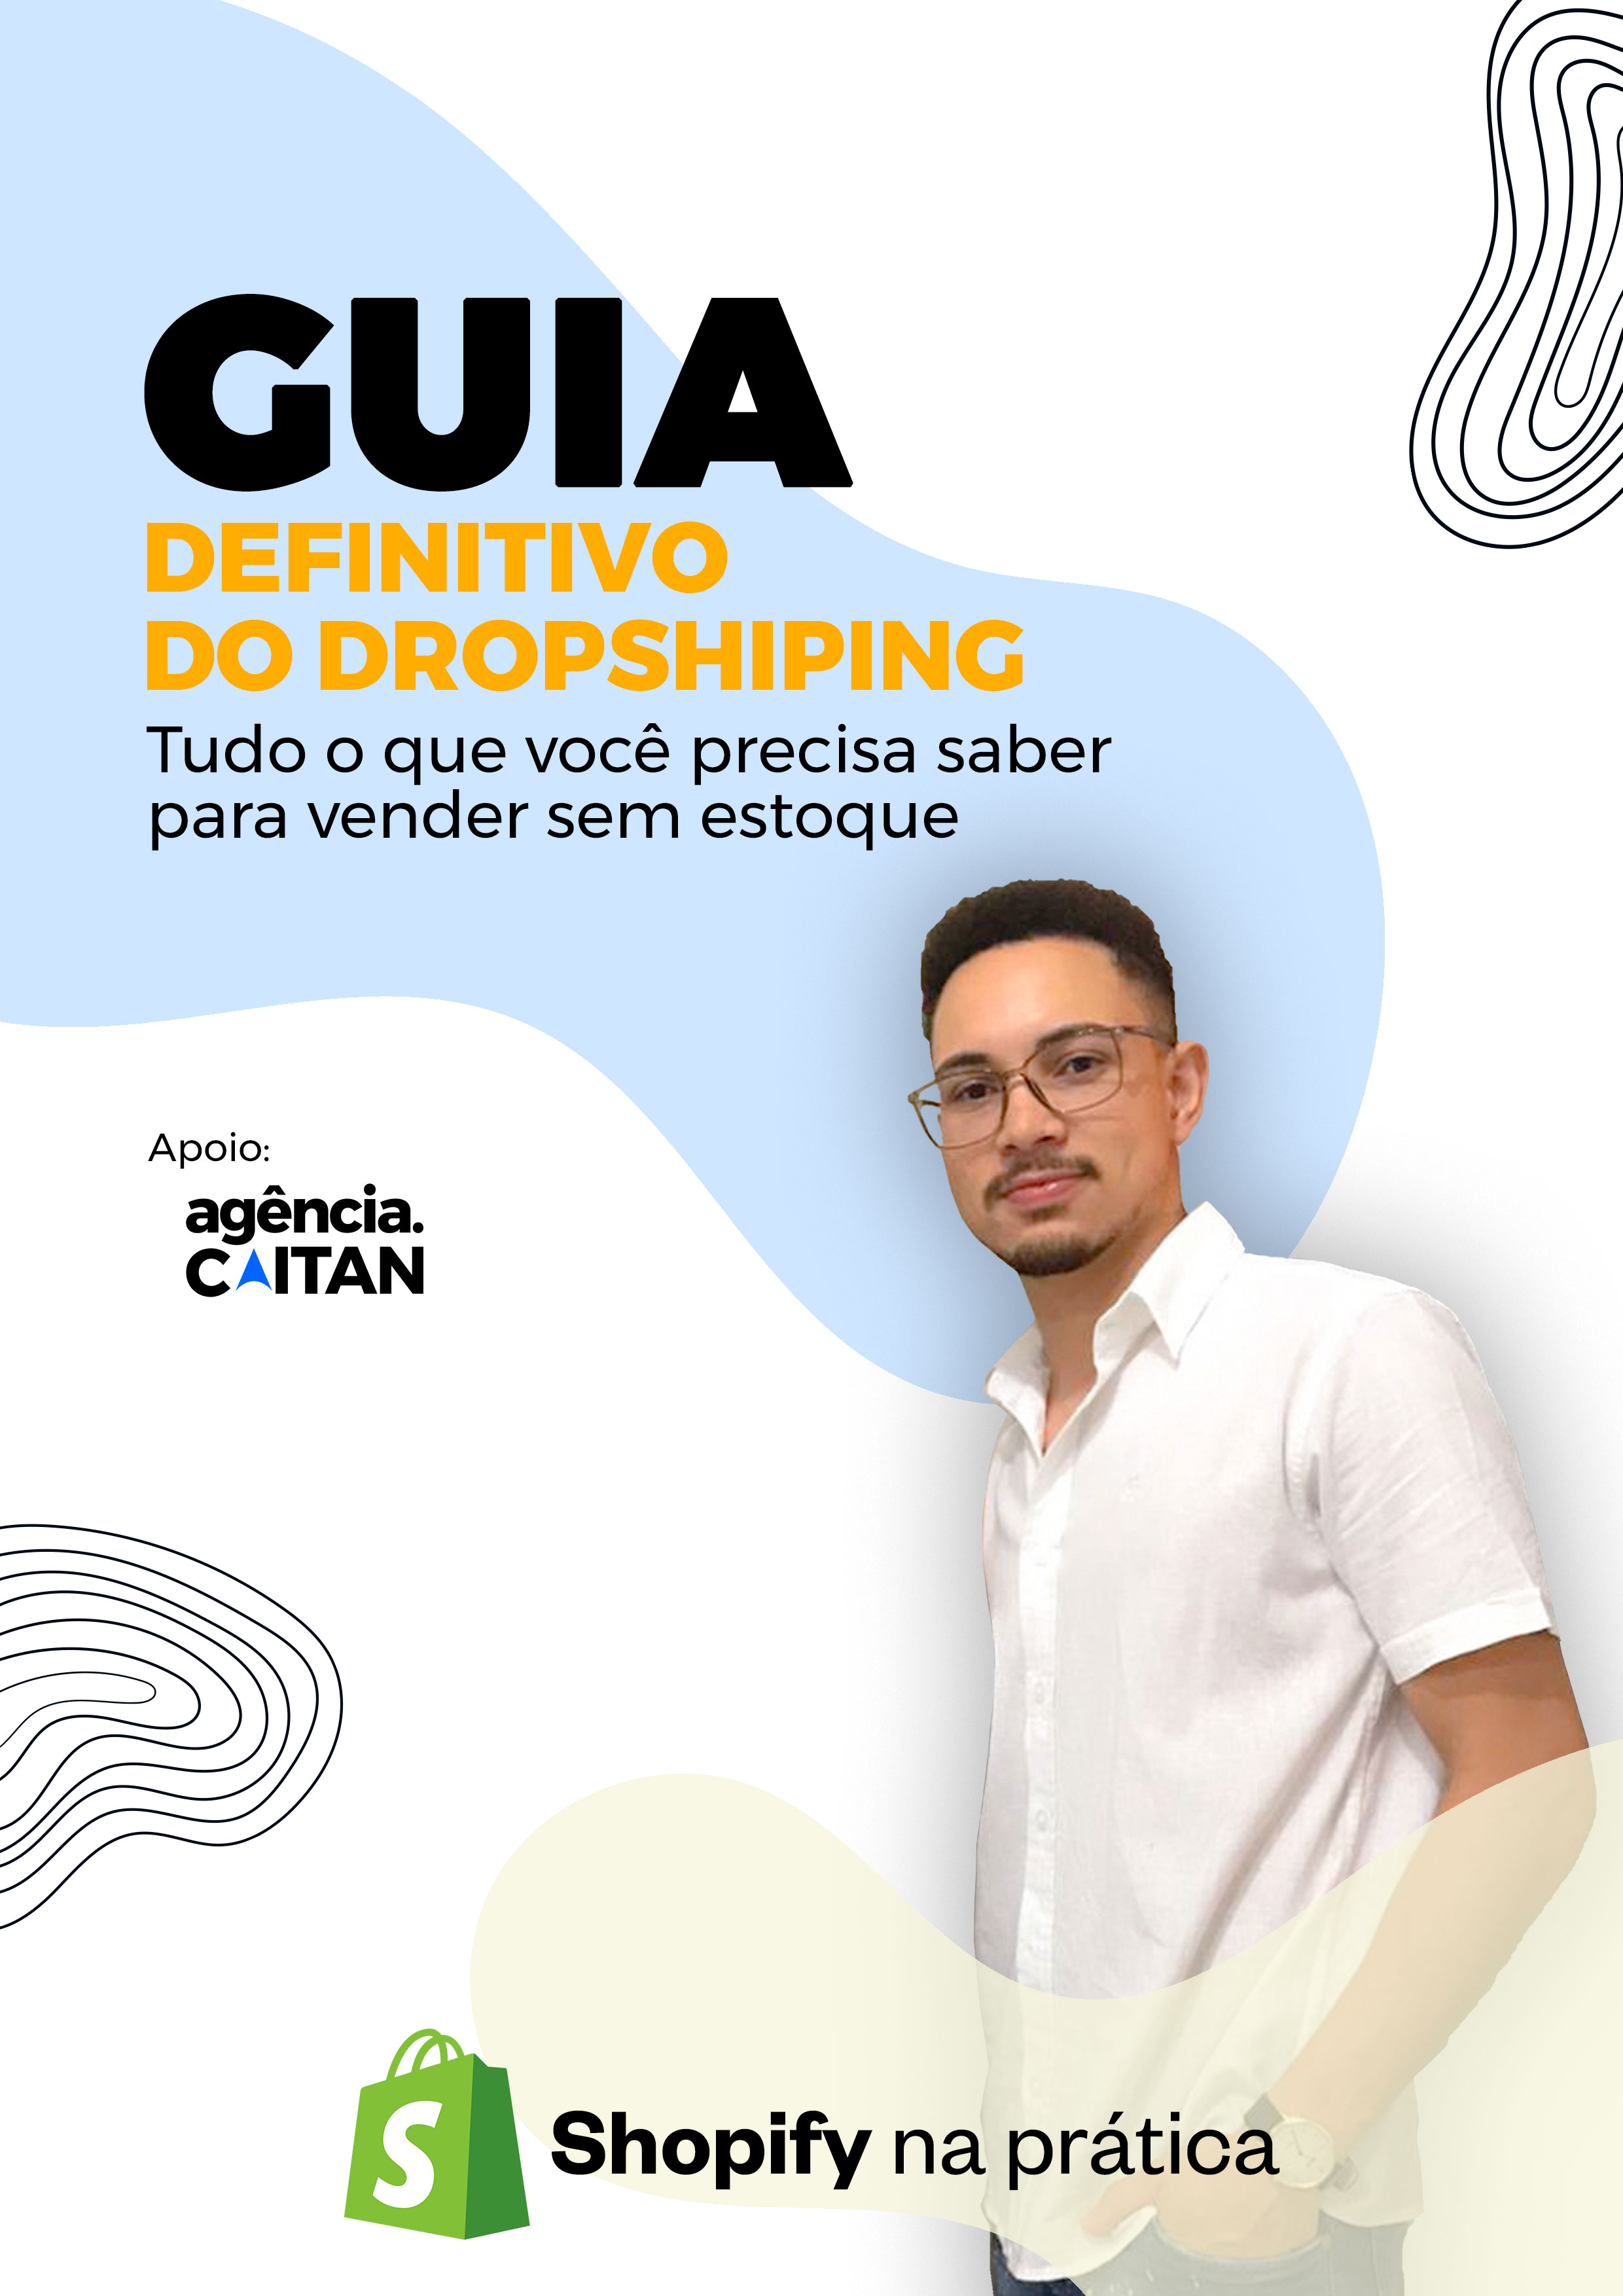 GUIA
DEFINITIVO
DO DROPSHIPING
Tudo o que você precisa saber
para vender sem estoque
Apoio:
agência.
CAITAN
S
Shopify na prática